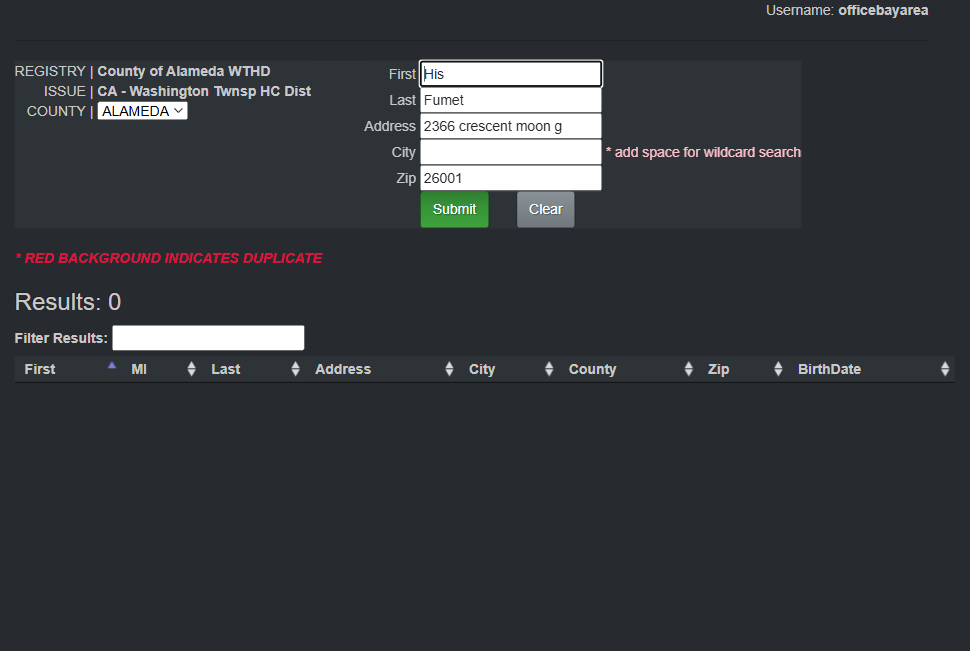 Username: officebayarea
REGISTRY | County of Alameda WTHD
ISSUE | CA - Washington Twnsp HC Dist
COUNTY | ALAMEDA
First His
Last Fumet
Address 2366 crescent moon g
City * add space for wildcard search
Zip 26001
Submit Clear
* RED BACKGROUND INDICATES DUPLICATE
Results: 0
Filter Results:
First MI Last Address City County Zip BirthDate